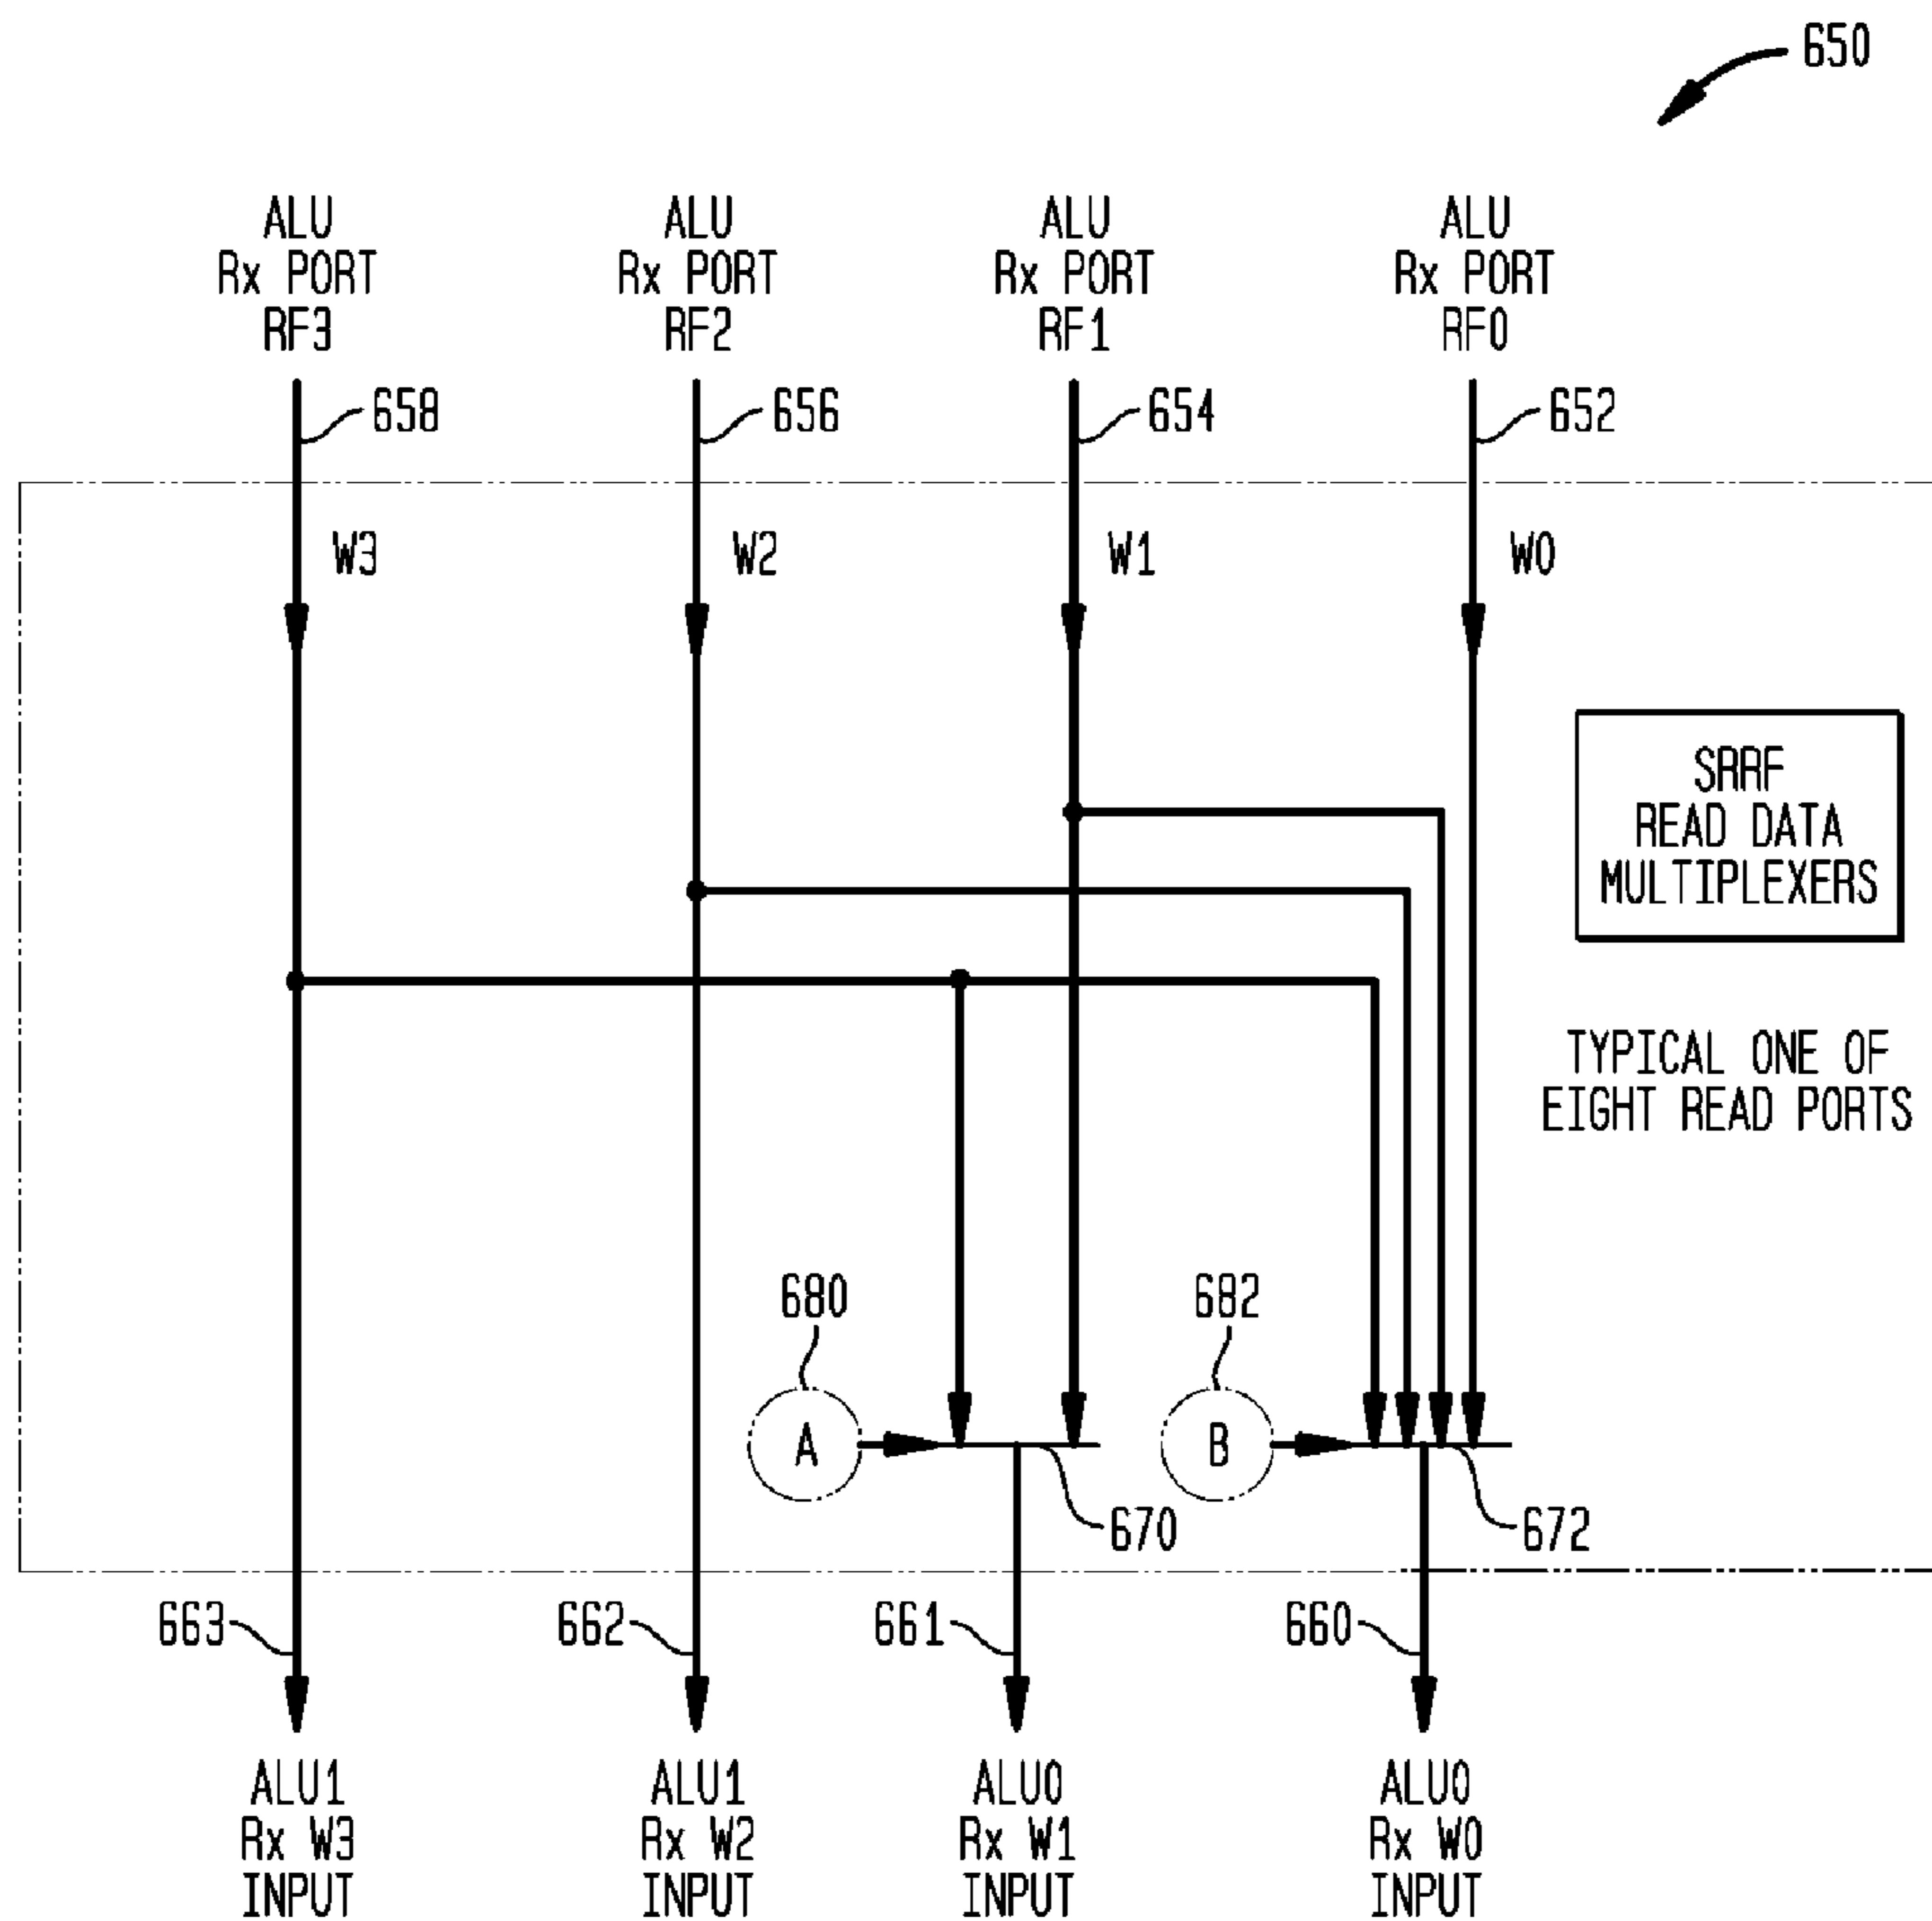 650
ALU
Rx PORT
RF3
ALU
Rx PORT
RF2
ALU
Rx PORT
RF1
ALU
Rx PORT
RF0
658
656
654
652
W3
W2
W1
W0
SRRF
READ DATA
MULTIPLEXERS
TYPICAL ONE OF
EIGHT READ PORTS
680
682
A
B
670
672
663
662
661
660
ALU1
Rx W3
INPUT
ALU1
Rx W2
INPUT
ALU0
Rx W1
INPUT
ALU0
Rx W0
INPUT